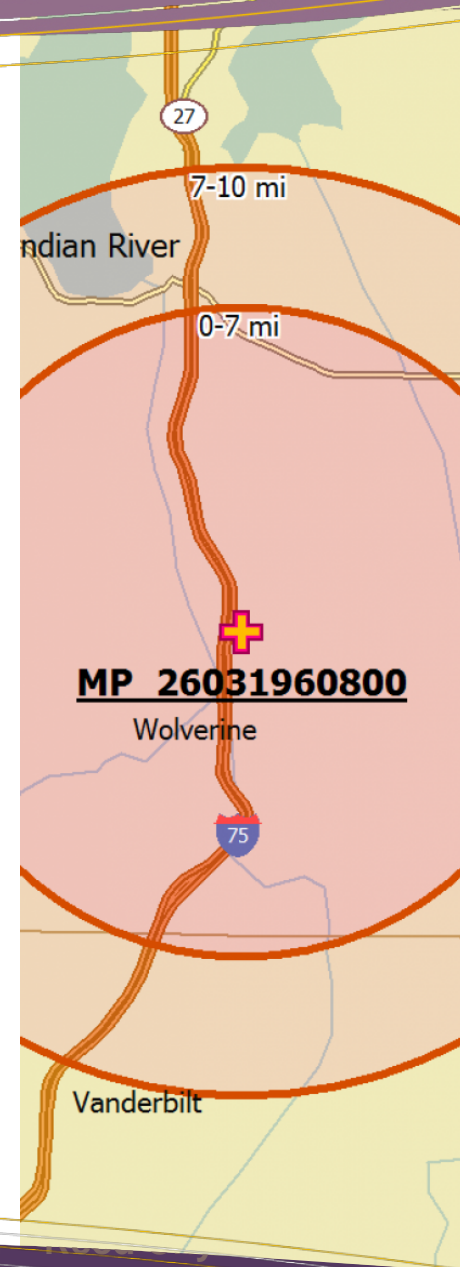 27
7-10 mi
ndian River
0-7 mi
MP 26031960800
Wolverine
75
Vanderbilt